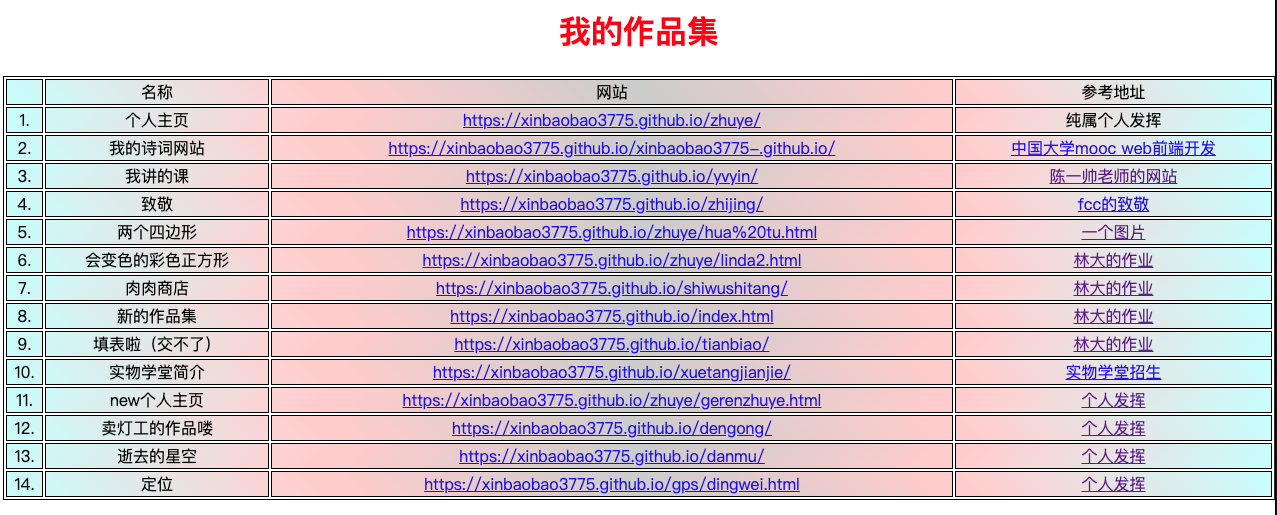 我的作品集
名称 网站 参考地址
1. 个人主页 https://xinbaobao3775.github.io/zhuye/ 纯属个人发挥
2. 我的诗词网站 https://xinbaobao3775.github.io/xinbaobao3775-.github.io/ 中国大学mooc web前端开发
3. 我讲的课 https://xinbaobao3775.github.io/yvyin/ 陈一帅老师的网站
4. 致敬 https://xinbaobao3775.github.io/zhijing/ fcc的致敬
5. 两个四边形 https://xinbaobao3775.github.io/zhuye/hua%20tu.html 一个图片
6. 会变色的彩色正方形 https://xinbaobao3775.github.io/zhuye/linda2.html 林大的作业
7. 肉肉商店 https://xinbaobao3775.github.io/shiwushitang/ 林大的作业
8. 新的作品集 https://xinbaobao3775.github.io/index.html 林大的作业
9. 填表啦（交不了） https://xinbaobao3775.github.io/tianbiao/ 林大的作业
10. 实物学堂简介 https://xinbaobao3775.github.io/xuetangjianjie/ 实物学堂招生
11. new个人主页 https://xinbaobao3775.github.io/zhuye/gerenzhuye.html 个人发挥
12. 卖灯工的作品喽 https://xinbaobao3775.github.io/dengong/ 个人发挥
13. 逝去的星空 https://xinbaobao3775.github.io/danmu/ 个人发挥
14. 定位 https://xinbaobao3775.github.io/gps/dingwei.html 个人发挥